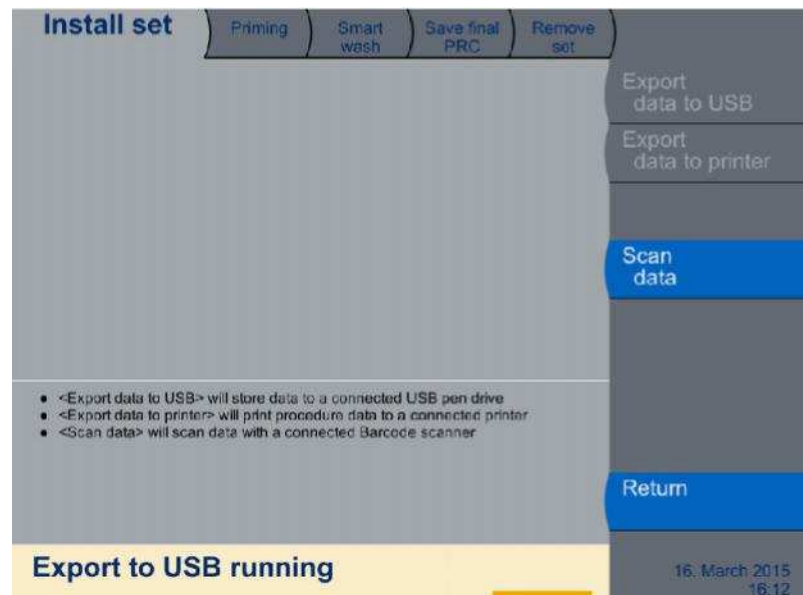 Install set
Priming
Smart
wash
Save final
PRC
Remove
set
Export
data to USB
Export
data to printer
Scan
data
• <Export data to USB> will store data to a connected USB pen drive
• <Export data to printer> will print procedure data to a connected printer
• <Scan data> will scan data with a connected Barcode scanner
Return
Export to USB running
16. March 2015
16:12